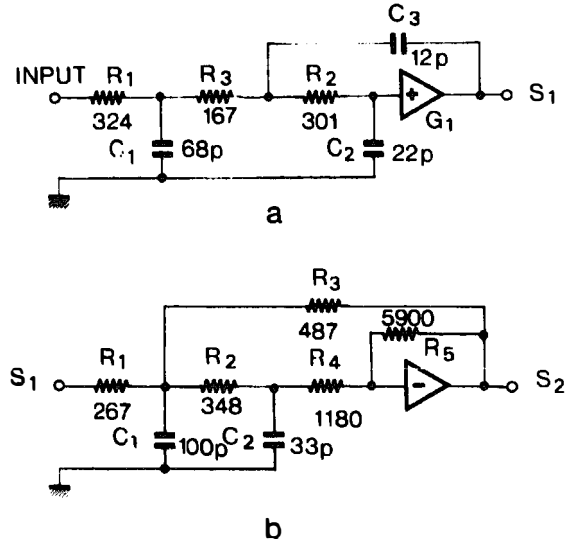 C3
12p
INPUT
R1
R3
R2
+
S1
324
167
301
G1
C1
68p
C2
22p
a
R3
487
5900
S1
R1
R2
R4
R5
-
S2
267
348
1180
C1
100p
C2
33p
b